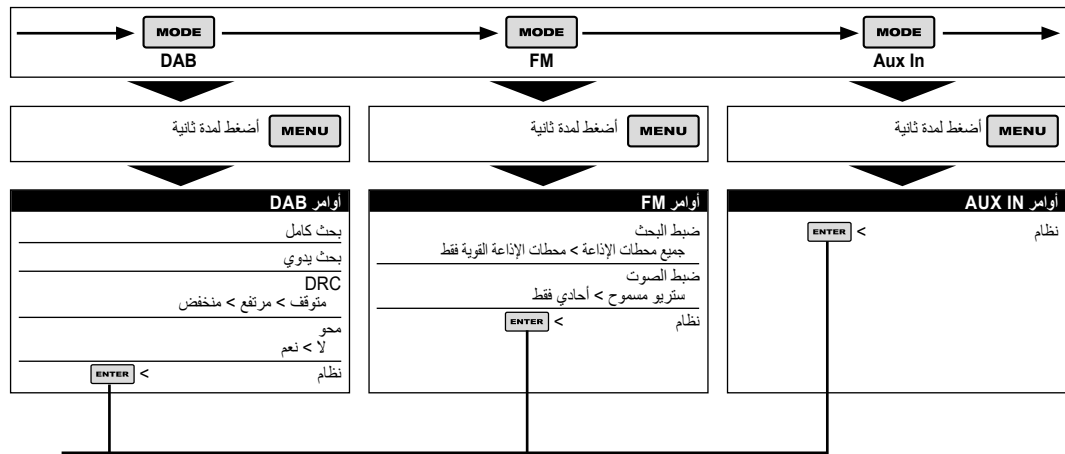 MODE
DAB
MODE
FM
MODE
Aux In
MENU أضغط لمدة ثانية
MENU أضغط لمدة ثانية
MENU أضغط لمدة ثانية
أوامر DAB
بحث كامل
بحث يدوي
DRC
متوقف > مرتفع > منخفض
محو
لا > نعم
نظام > ENTER
أوامر FM
ضبط البحث
جميع محطات الإذاعة > محطات الإذاعة القوية فقط
ضبط الصوت
ستريو مسموح > أحادي فقط
نظام > ENTER
أوامر AUX IN
نظام > ENTER